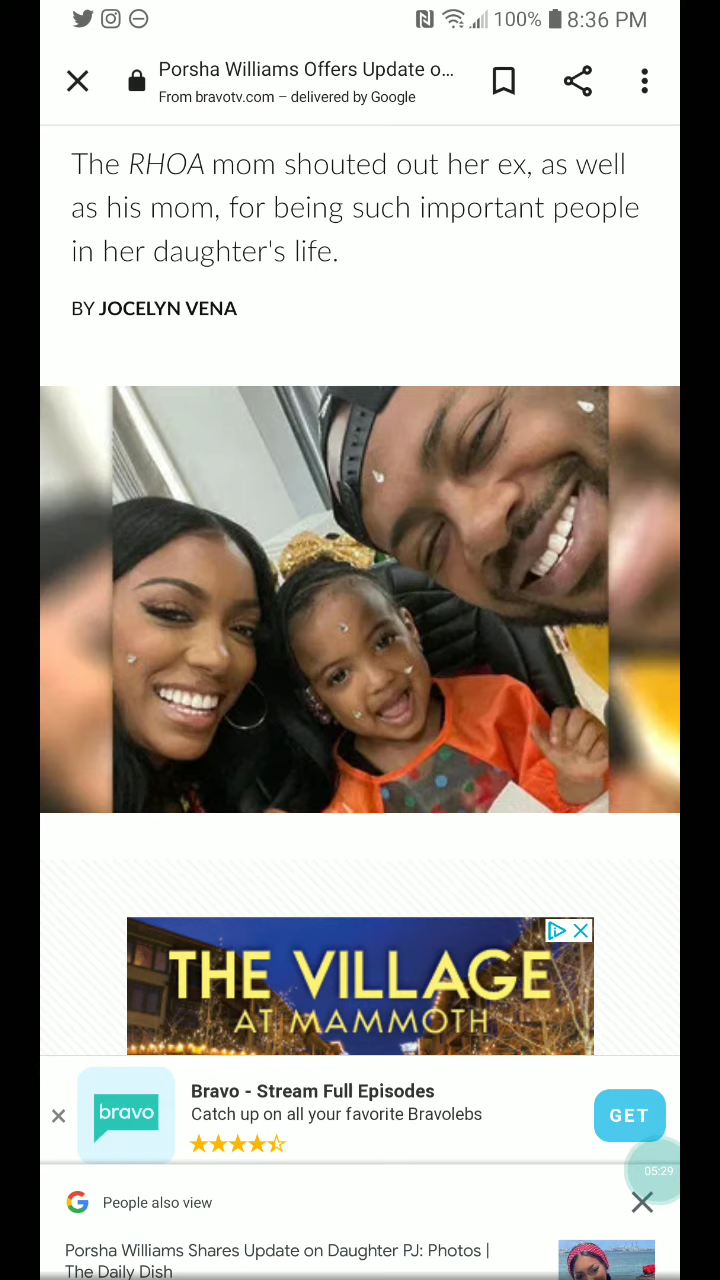 100% 8:36 PM
Porsha Williams Offers Update o...
From bravotv.com – delivered by Google
The RHOA mom shouted out her ex, as well
as his mom, for being such important people
in her daughter's life.
BY JOCELYN VENA
THE VILLAGE
AT MAMMOTH
bravo
Bravo - Stream Full Episodes
Catch up on all your favorite Bravolebs
GET
05:29
People also view
Porsha Williams Shares Update on Daughter PJ: Photos |
The Daily Dish